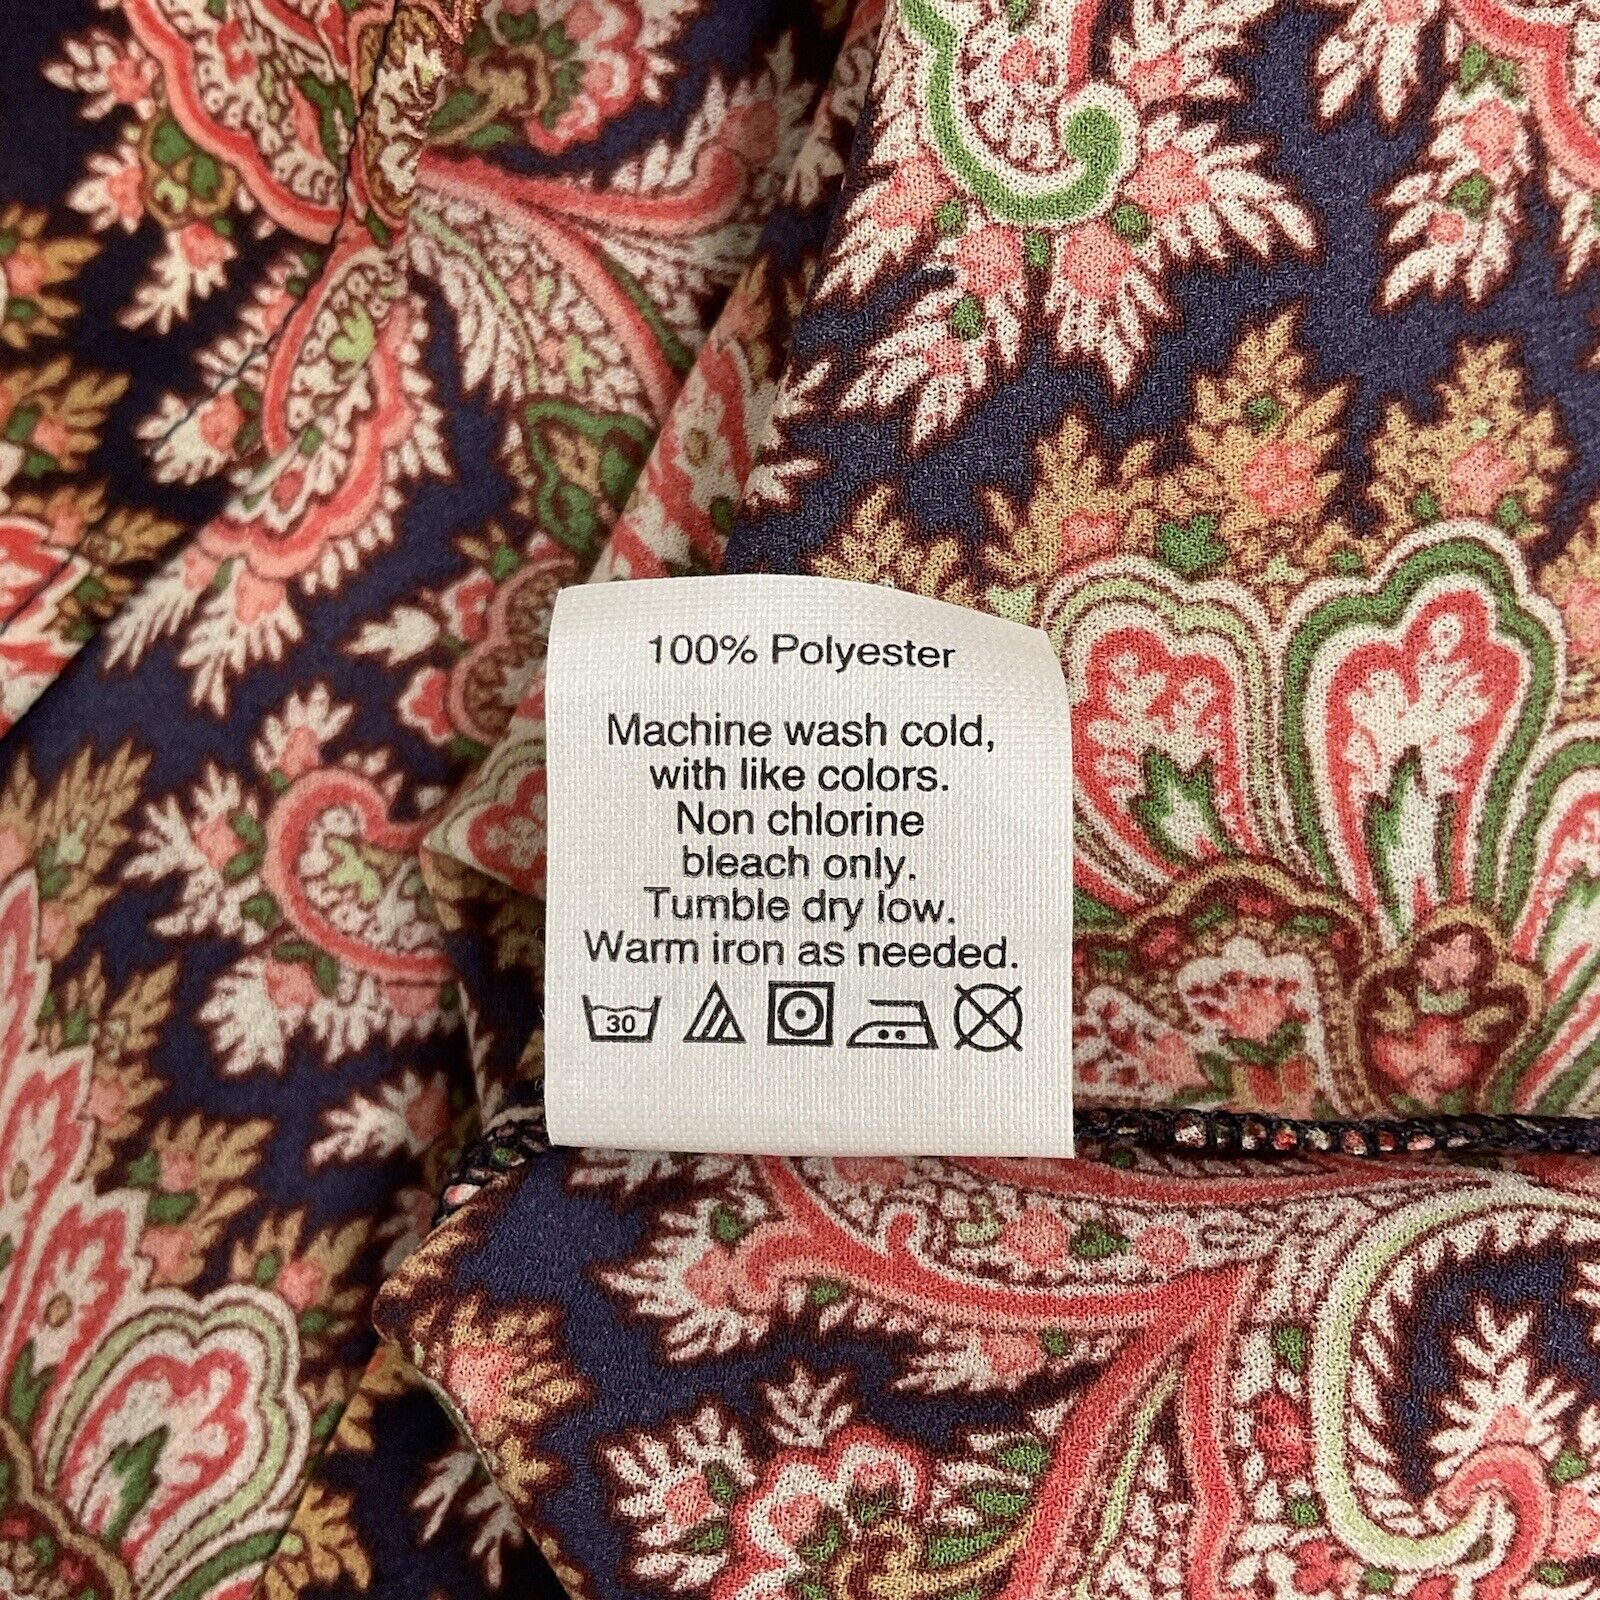 100% Polyester
Machine wash cold,
with like colors.
Non chlorine
bleach only.
Tumble dry low.
Warm iron as needed.
30